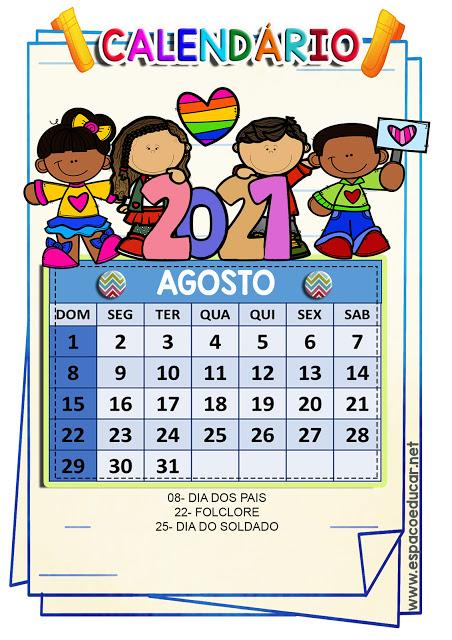 CALENDÁRIO
2021
AGOSTO
DOM SEG TER QUA QUI SEX SAB
1 2 3 4 5 6 7
8 9 10 11 12 13 14
15 16 17 18 19 20 21
22 23 24 25 26 27 28
29 30 31
08- DIA DOS PAIS
22- FOLCLORE
25- DIA DO SOLDADO
www.espacoeducar.net